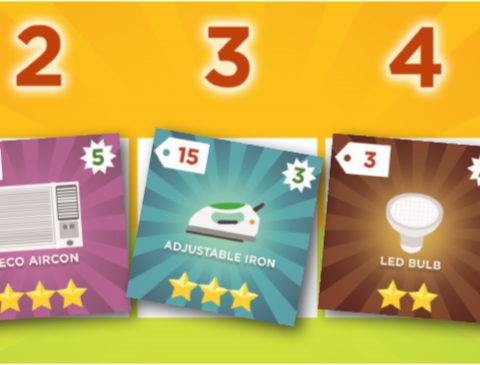 2 3 4
5 15 3 3
ECO AIRCON
ADJUSTABLE IRON
LED BULB